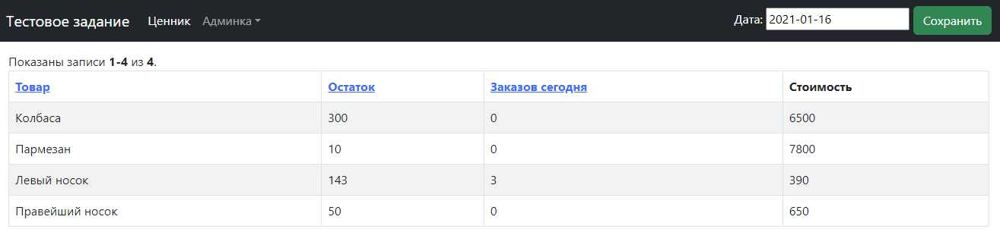 Тестовое задание Ценник Админка Дата: 2021-01-16 Сохранить
Показаны записи 1-4 из 4.
Товар Остаток Заказов сегодня Стоимость
Колбаса 300 0 6500
Пармезан 10 0 7800
Левый носок 143 3 390
Правейший носок 50 0 650